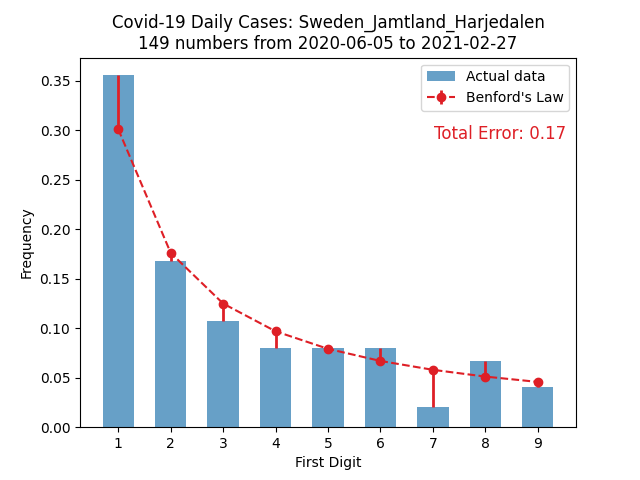 Covid-19 Daily Cases: Sweden_Jamtland_Harjedalen
149 numbers from 2020-06-05 to 2021-02-27
Actual data
Benford's Law
Total Error: 0.17
Frequency
0.35
0.30
0.25
0.20
0.15
0.10
0.05
0.00
1 2 3 4 5 6 7 8 9
First Digit